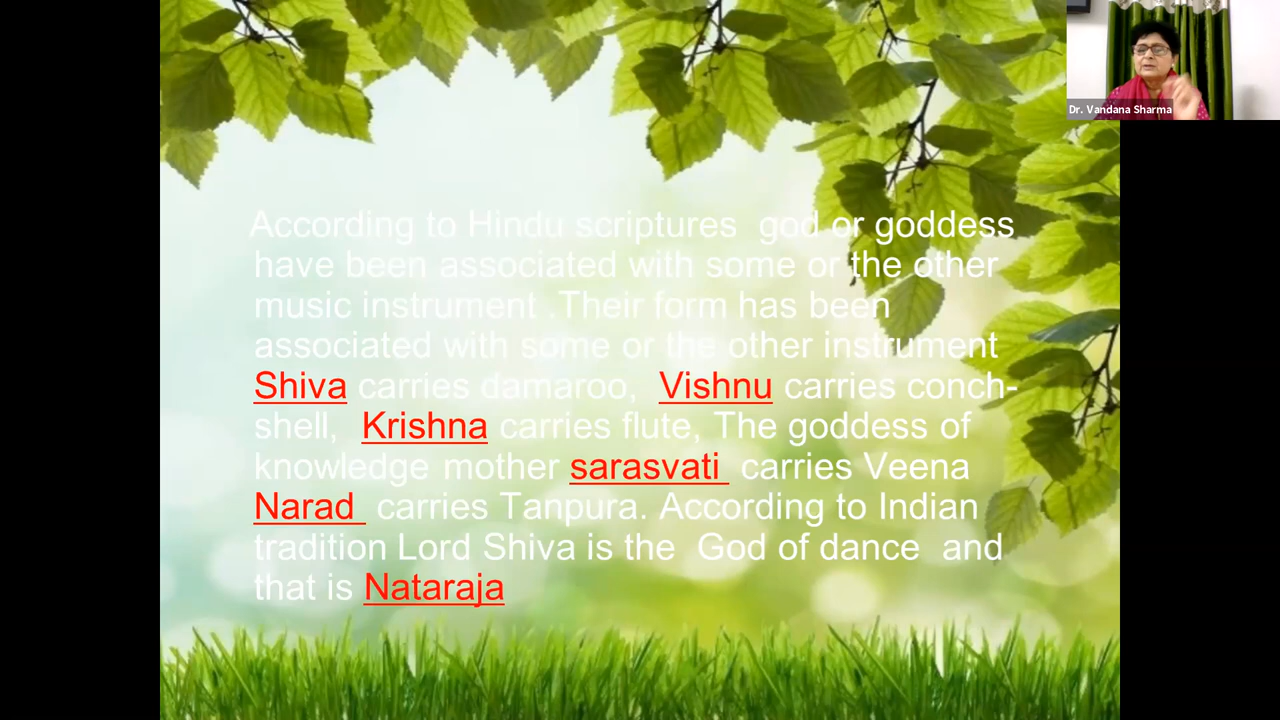 Dr. Vandana Sharma
According to Hindu scriptures god or goddess
have been associated with some or the other
music instrument .Their form has been
associated with some or the other instrument
Shiva carries damaroo, Vishnu carries conch-
shell, Krishna carries flute, The goddess of
knowledge mother sarasvati carries Veena
Narad carries Tanpura. According to Indian
tradition Lord Shiva is the God of dance and
that is Nataraja